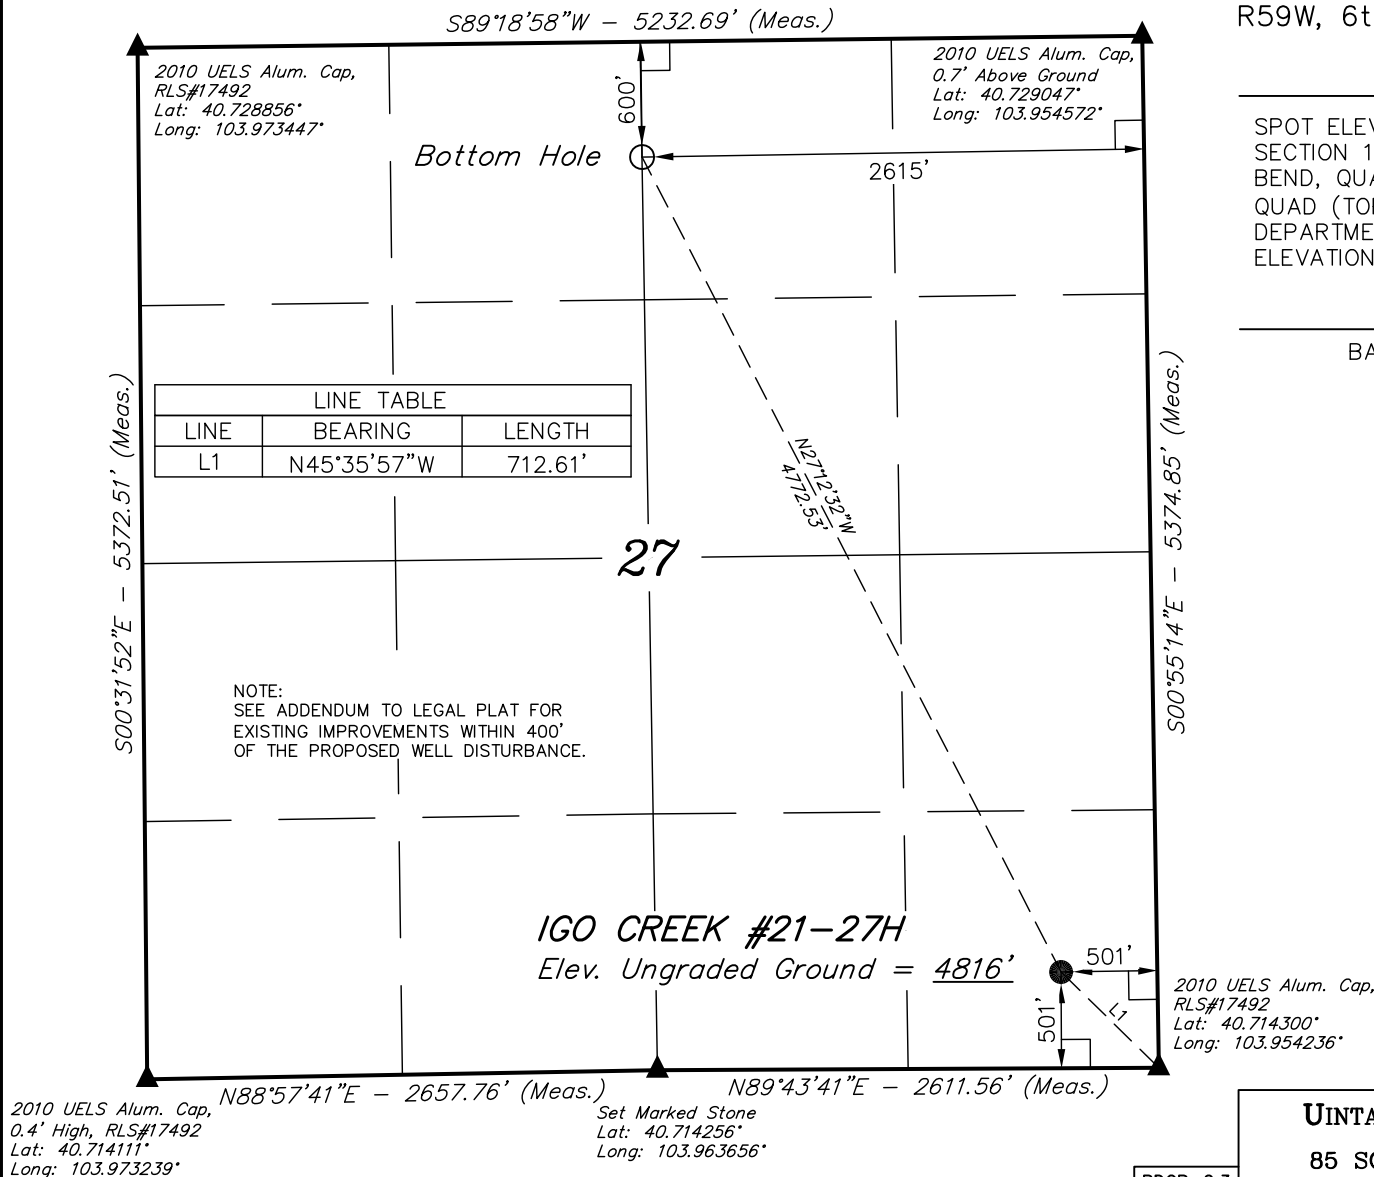 S89°18'58"W - 5232.69' (Meas.)
R59W, 6t
2010 UELS Alum. Cap,
RLS#17492
Lat: 40.728856°
Long: 103.973447°
600'
2010 UELS Alum. Cap,
0.7' Above Ground
Lat: 40.729047°
Long: 103.954572°
SPOT ELEV
SECTION 1
BEND, QUA
QUAD (TO
DEPARTME
ELEVATION
BA
Bottom Hole
2615'
S00°31'52"E - 5372.51' (Meas.)
LINE TABLE
LINE BEARING LENGTH
L1 N45°35'57"W 712.61'
N27°12'32"W
4772.53'
S00°55'14"E - 5374.85' (Meas.)
27
NOTE:
SEE ADDENDUM TO LEGAL PLAT FOR
EXISTING IMPROVEMENTS WITHIN 400'
OF THE PROPOSED WELL DISTURBANCE.
IGO CREEK #21-27H
Elev. Ungraded Ground = 4816'
501'
501'
L1
2010 UELS Alum. Cap,
RLS#17492
Lat: 40.714300°
Long: 103.954236°
N88°57'41"E - 2657.76' (Meas.)
N89°43'41"E - 2611.56' (Meas.)
2010 UELS Alum. Cap,
0.4' High, RLS#17492
Lat: 40.714111°
Long: 103.973239°
Set Marked Stone
Lat: 40.714256°
Long: 103.963656°
UINTA
85 SO